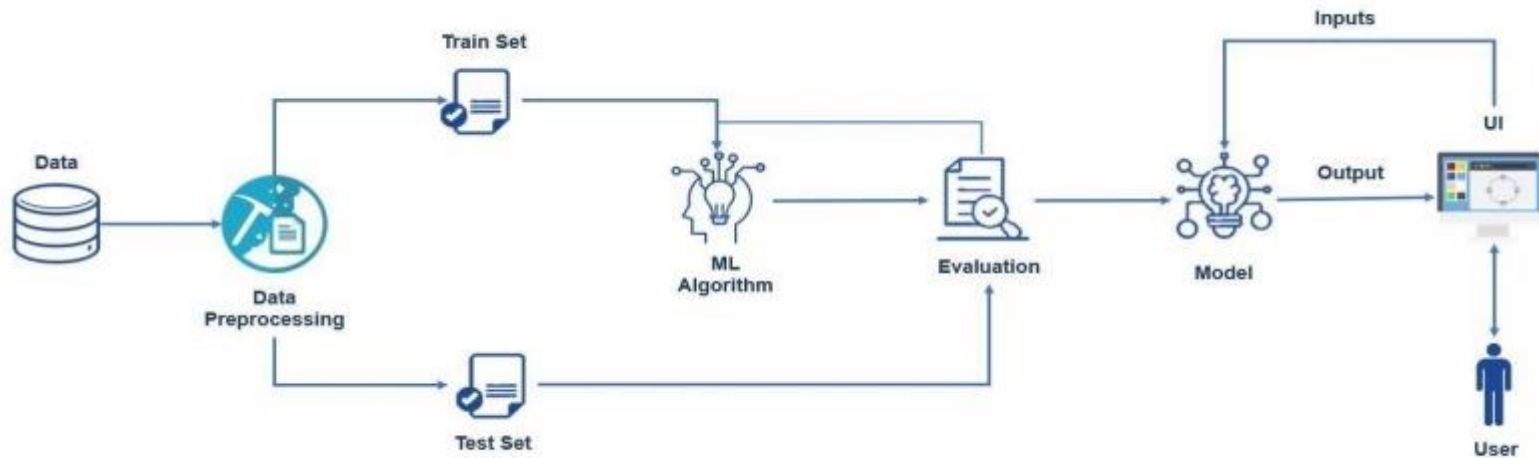 Inputs
Train Set
UI
Data
Output
ML
Algorithm
Evaluation
Model
Data
Preprocessing
Test Set
User